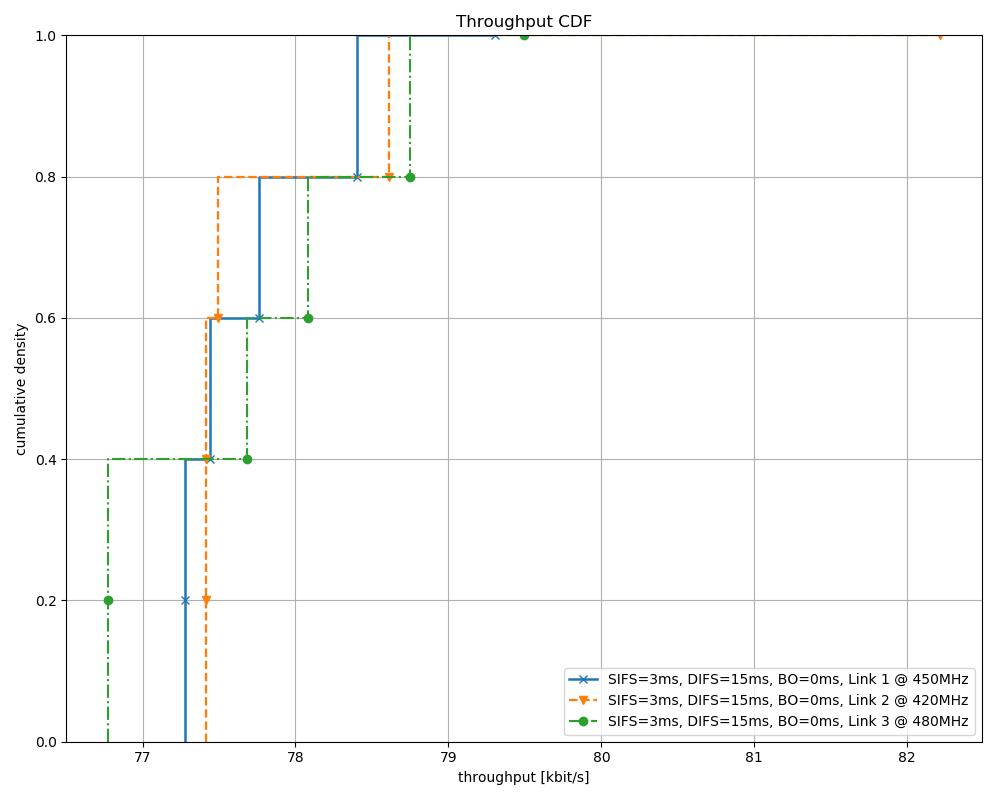 Throughput CDF
1.0
0.8
0.6
0.4
0.2
0.0
cumulative density
77 78 79 80 81 82
throughput [kbit/s]
SIFS=3ms, DIFS=15ms, BO=0ms, Link 1 @ 450MHz
SIFS=3ms, DIFS=15ms, BO=0ms, Link 2 @ 420MHz
SIFS=3ms, DIFS=15ms, BO=0ms, Link 3 @ 480MHz